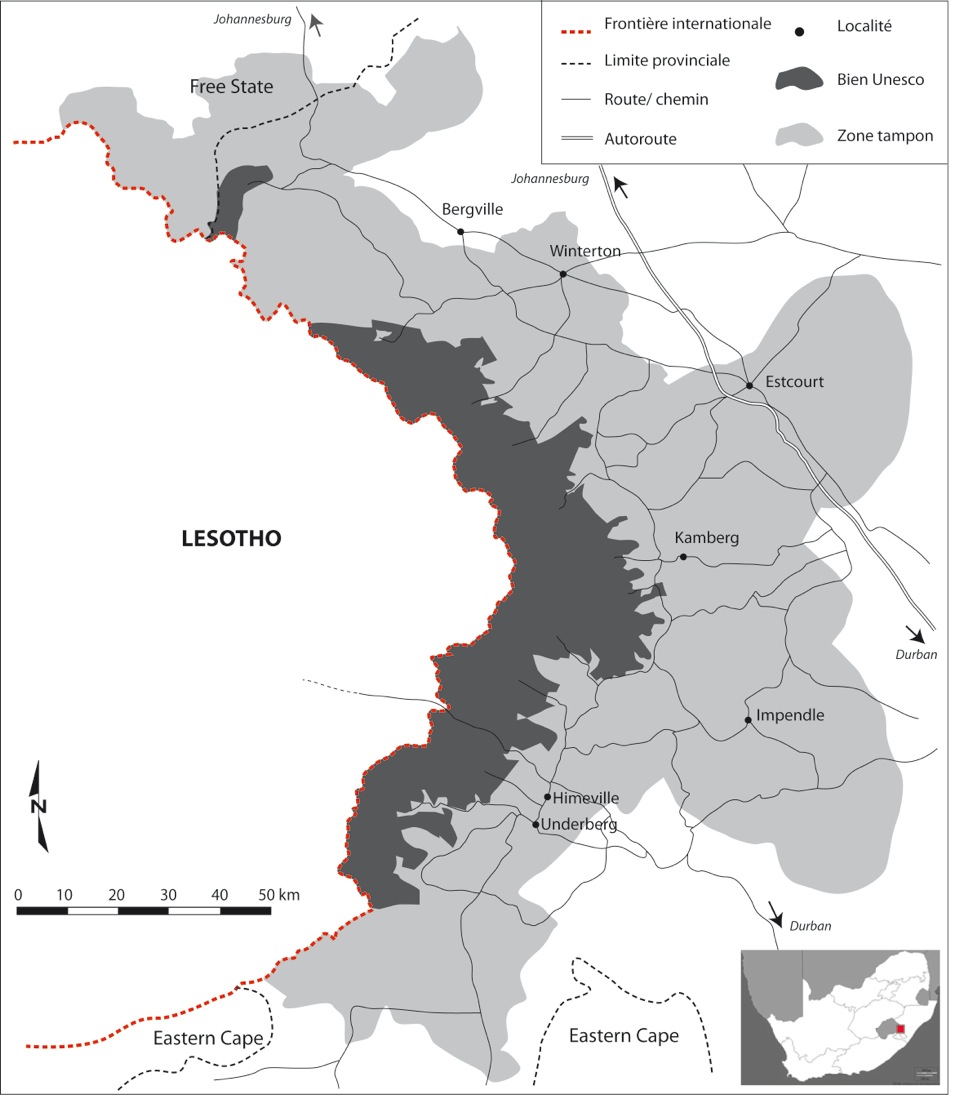 Johannesburg
Frontière internationale
Localité
Limite provinciale
Bien Unesco
Route/ chemin
Autoroute
Zone tampon
Free State
Johannesburg
Bergville
Winterton
Estcourt
LESOTHO
Kamberg
Durban
Impendle
Himeville
Underberg
N
0 10 20 30 40 50 km
Durban
Eastern Cape
Eastern Cape